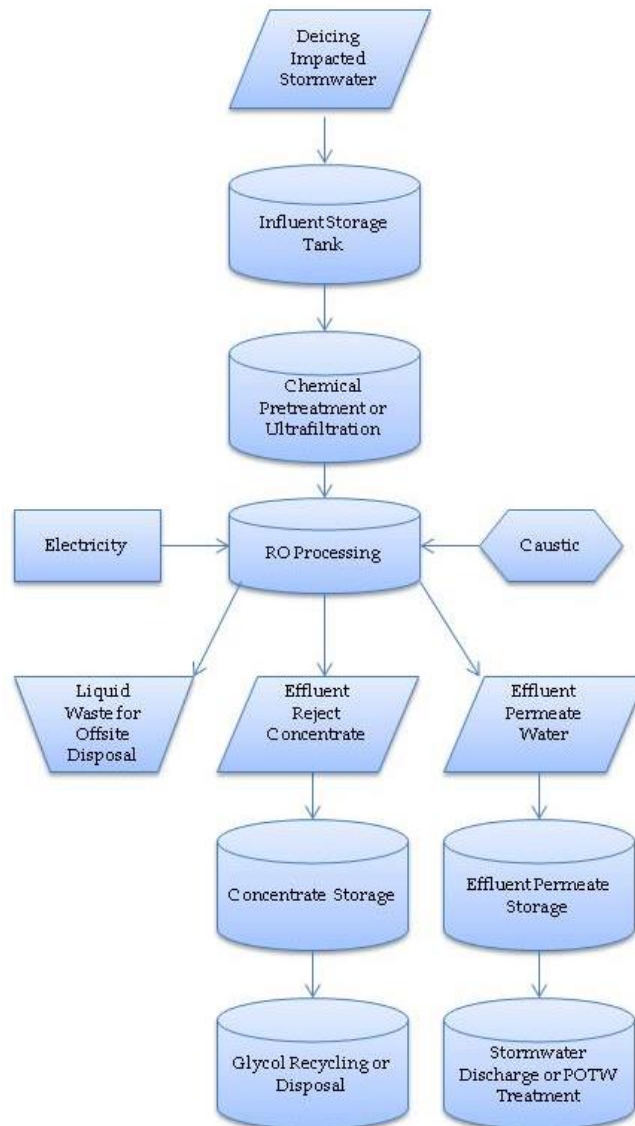 Deicing
Impacted
Stormwater
Influent Storage
Tank
Chemical
Pretreatment or
Ultrafiltration
Electricity
RO Processing
Caustic
Liquid
Waste for
Offsite
Disposal
Effluent
Reject
Concentrate
Effluent
Permeate
Water
Concentrate Storage
Effluent Permeate
Storage
Glycol Recycling or
Disposal
Stormwater
Discharge or POTW
Treatment